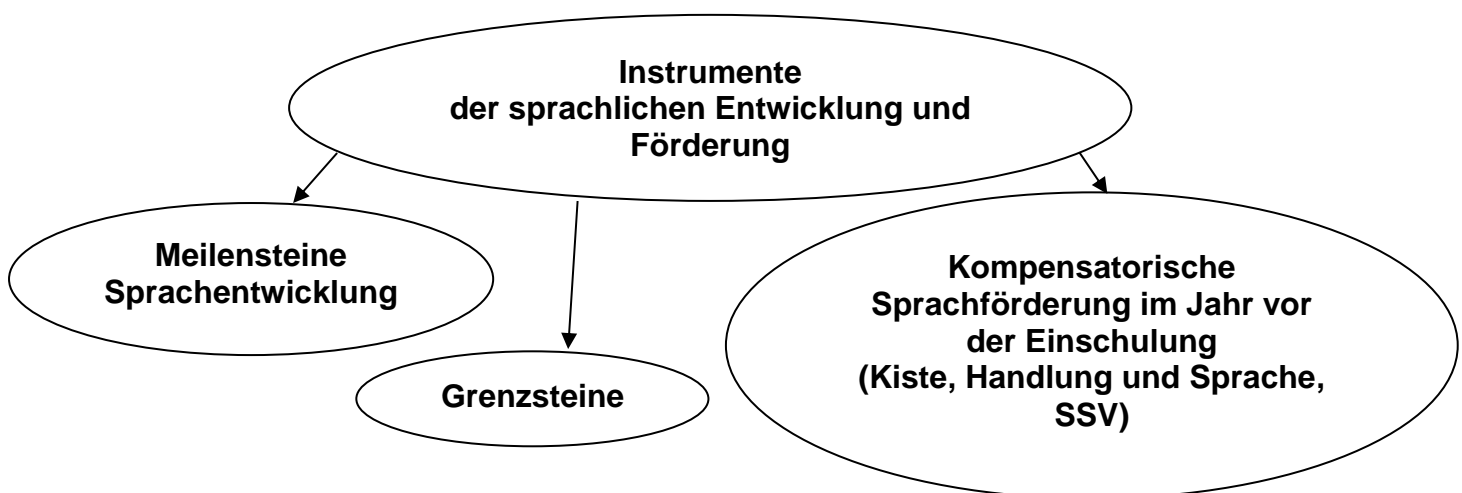 Instrumente
der sprachlichen Entwicklung und
Förderung
Meilensteine
Sprachentwicklung
Grenzsteine
Kompensatorische
Sprachförderung im Jahr vor
der Einschulung
(Kiste, Handlung und Sprache,
SSV)